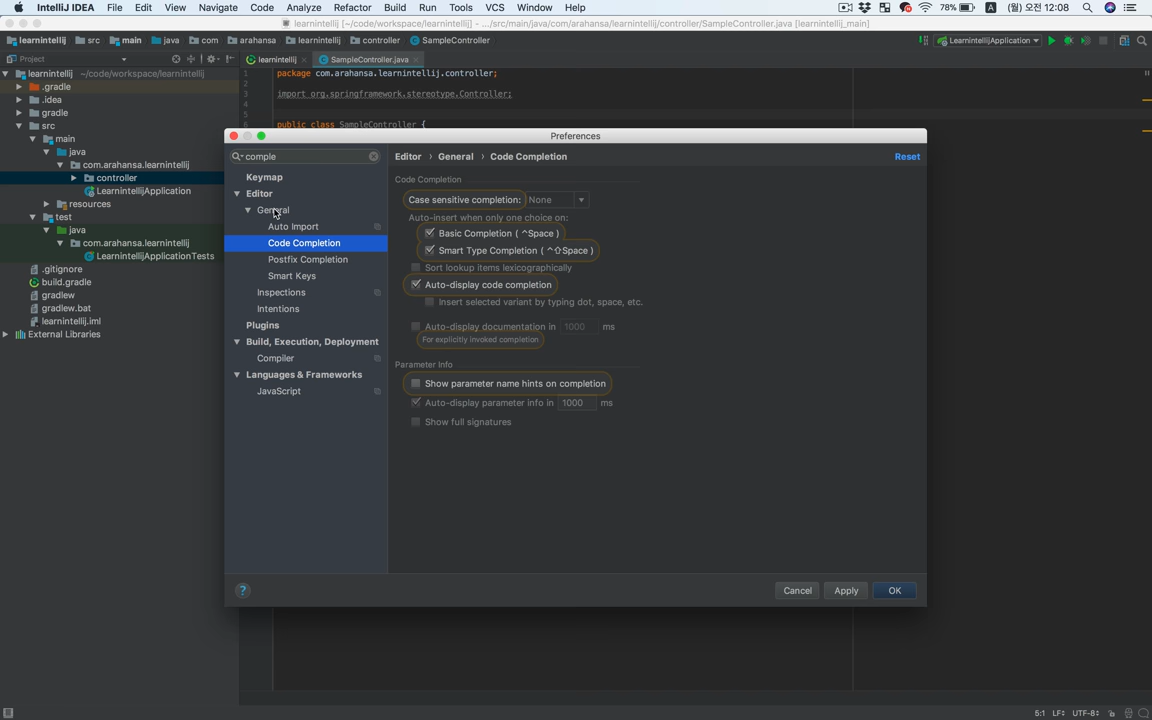 IntelliJ IDEA File Edit View Navigate Code Analyze Refactor Build Run Tools VCS Window Help 78% A (월) 오전 12:08
learnintellij [~/code/workspace/learnintellij] - .../src/main/java/com/arahansa/learnintellij/controller/SampleController.java [learnintellij_main]
learnintellij src main java com arahansa learnintellij controller SampleController LearnintellijApplication
Project learnintellij SampleController.java
learnintellij ~/code/workspace/learnintellij
.gradle
.idea
gradle
src
main
java
com.arahansa.learnintellij
controller
LearnintellijApplication
resources
test
java
com.arahansa.learnintellij
LearnintellijApplicationTests
.gitignore
build.gradle
gradlew
gradlew.bat
learnintellij.iml
External Libraries
1 package com.arahansa.learnintellij.controller;
2
3 import org.springframework.stereotype.Controller;
4
5
6 public class SampleController {
Preferences
comple
Keymap
Editor
General
Auto Import
Code Completion
Postfix Completion
Smart Keys
Inspections
Intentions
Plugins
Build, Execution, Deployment
Compiler
Languages & Frameworks
JavaScript
Editor › General › Code Completion Reset
Code Completion
Case sensitive completion: None
Auto-insert when only one choice on:
Basic Completion ( ^Space )
Smart Type Completion ( ^⇧Space )
Sort lookup items lexicographically
Auto-display code completion
Insert selected variant by typing dot, space, etc.
Auto-display documentation in 1000 ms
For explicitly invoked completion
Parameter Info
Show parameter name hints on completion
Auto-display parameter info in 1000 ms
Show full signatures
? Cancel Apply OK
5:1 LF÷ UTF-8÷